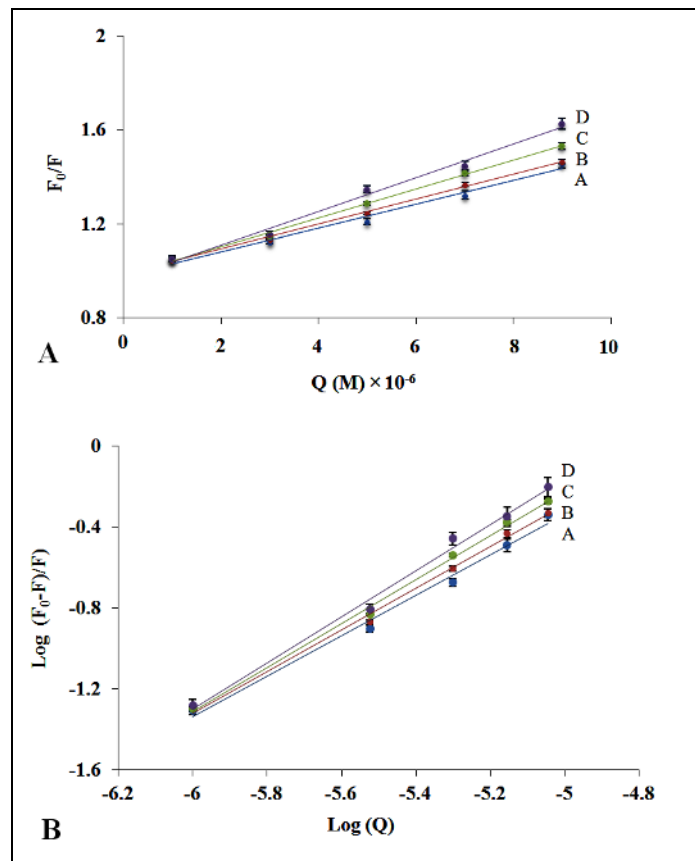 2
1.6
1.2
0.8
F₀/F
D
C
B
A
0 2 4 6 8 10
A
Q (M) × 10⁻⁶
0
-0.4
-0.8
-1.2
-1.6
Log (F₀-F)/F
D
C
B
A
-6.2 -6 -5.8 -5.6 -5.4 -5.2 -5 -4.8
B
Log (Q)